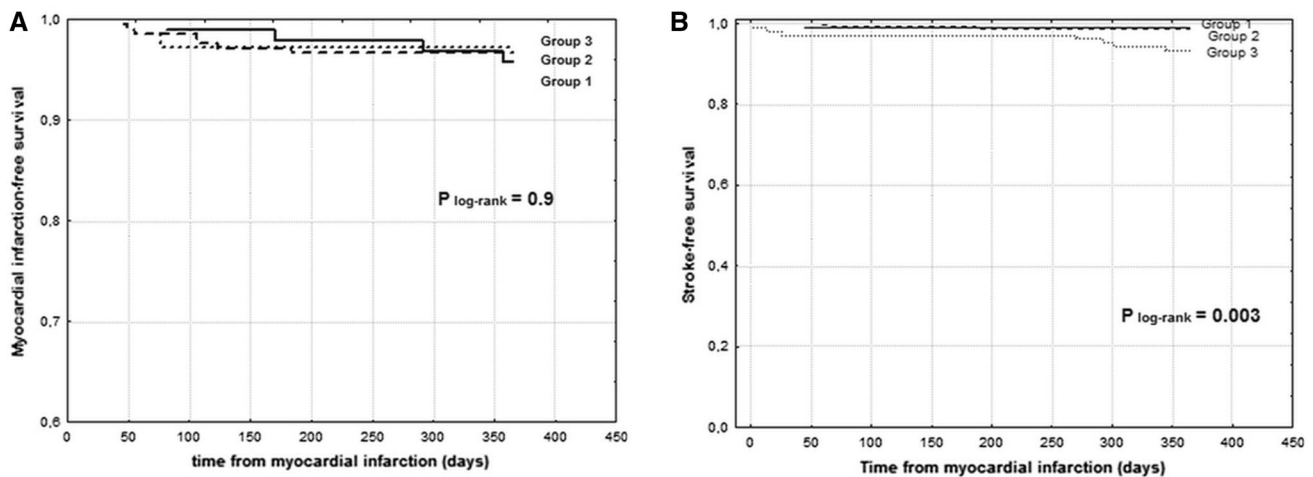 A
Myocardial infarction-free survival
1,0
0,9
0,8
0,7
0,6
Group 3
Group 2
Group 1
P log-rank = 0.9
0 50 100 150 200 250 300 350 400 450
time from myocardial infarction (days)
B
Stroke-free survival
1,0
0,8
0,6
0,4
0,2
0,0
Group 1
Group 2
Group 3
P log-rank = 0.003
0 50 100 150 200 250 300 350 400 450
Time from myocardial infarction (days)